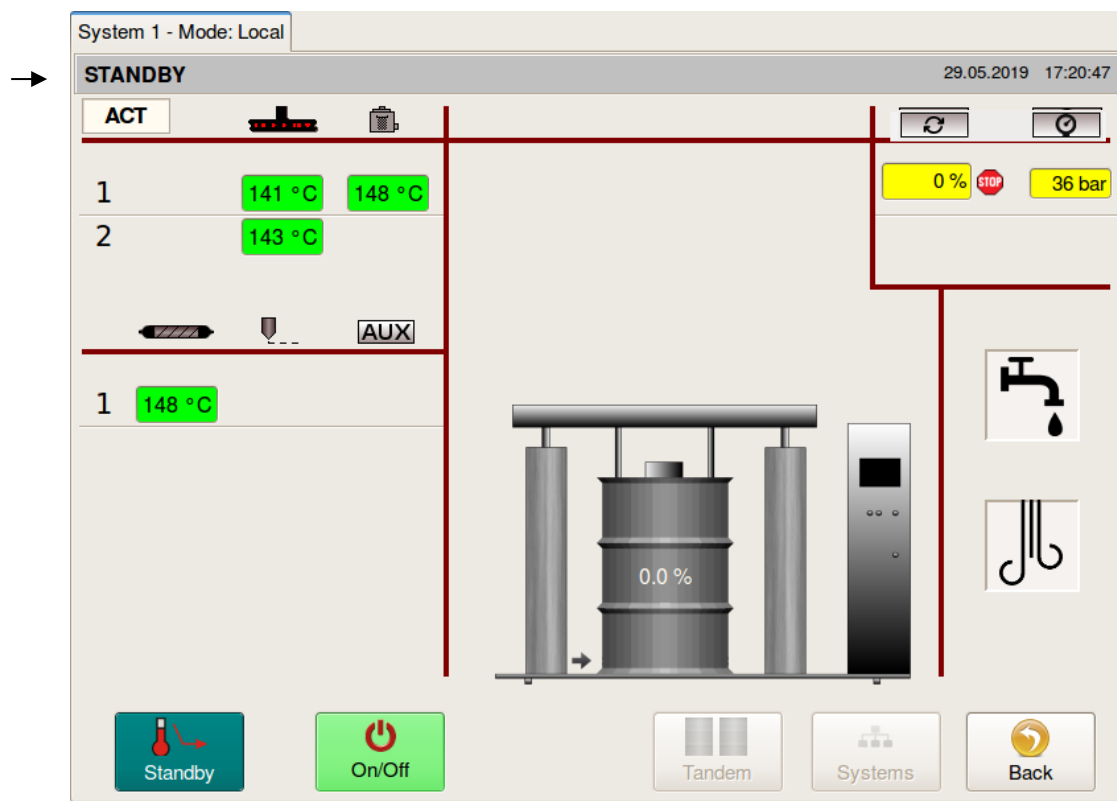 System 1 - Mode: Local
STANDBY 29.05.2019 17:20:47
ACT
1 141 °C 148 °C 0 % STOP 36 bar
2 143 °C
AUX
1 148 °C
0.0 %
Standby On/Off Tandem Systems Back